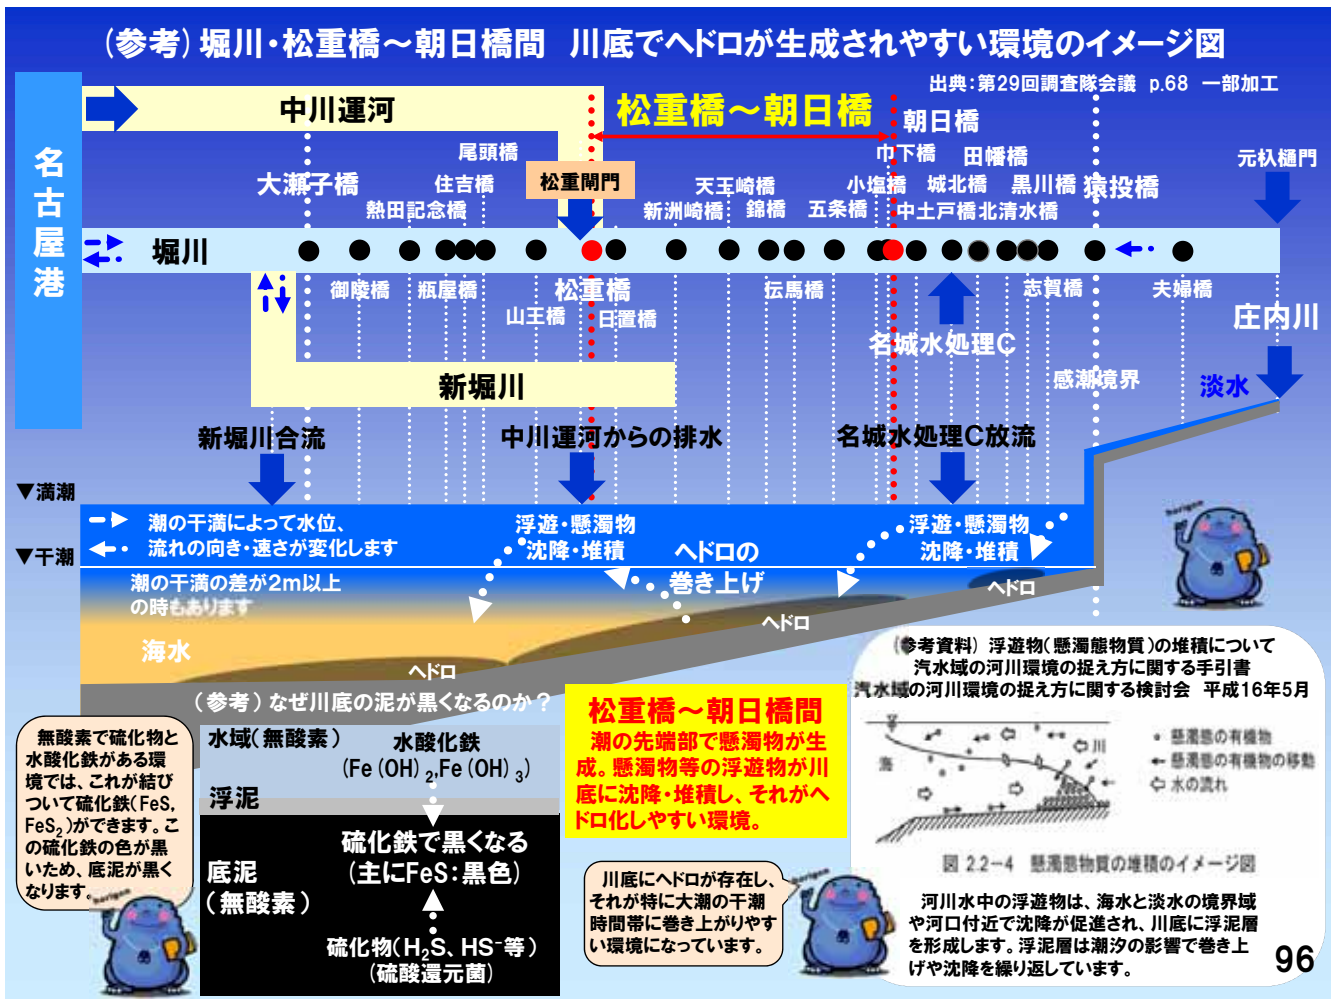 (参考)堀川・松重橋～朝日橋間　川底でヘドロが生成されやすい環境のイメージ図
出典：第29回調査隊会議　p.68　一部加工
中川運河
松重橋～朝日橋
朝日橋
名古屋港
尾頭橋
巾下橋
田幡橋
元杁樋門
大瀬子橋
住吉橋
松重閘門
天王崎橋
小塩橋
城北橋
黒川橋
猿投橋
熱田記念橋
新洲崎橋
錦橋
五条橋
中土戸橋
北清水橋
堀川
御陵橋
瓶屋橋
松重橋
伝馬橋
志賀橋
夫婦橋
山王橋
日置橋
庄内川
名城水処理C
新堀川
感潮境界
淡水
新堀川合流
中川運河からの排水
名城水処理C放流
▼満潮
潮の干満によって水位、
流れの向き・速さが変化します
浮遊・懸濁物
沈降・堆積
浮遊・懸濁物
沈降・堆積
▼干潮
ヘドロの
巻き上げ
潮の干満の差が2m以上
の時もあります
ヘドロ
ヘドロ
海水
ヘドロ
horigon
(参考)なぜ川底の泥が黒くなるのか？
無酸素で硫化物と
水酸化鉄がある環
境では、これが結び
ついて硫化鉄(FeS,
FeS2)ができます。こ
の硫化鉄の色が黒
いため、底泥が黒く
なります。
horigon
水域(無酸素)
水酸化鉄
(Fe(OH)2,Fe(OH)3)
浮泥
硫化鉄で黒くなる
(主にFeS：黒色)
底泥
(無酸素)
硫化物(H2S、HS-等)
(硫酸還元菌)
松重橋～朝日橋間
潮の先端部で懸濁物が生
成。懸濁物等の浮遊物が川
底に沈降・堆積し、それがヘ
ドロ化しやすい環境。
川底にヘドロが存在し、
それが特に大潮の干潮
時間帯に巻き上がりやす
い環境になっています。
horigon
(参考資料)浮遊物(懸濁態物質)の堆積について
汽水域の河川環境の捉え方に関する手引書
汽水域の河川環境の捉え方に関する検討会　平成16年5月
海
川
懸濁態の有機物
懸濁態の有機物の移動
水の流れ
図 2.2-4　懸濁態物質の堆積のイメージ図
河川水中の浮遊物は、海水と淡水の境界域
や河口付近で沈降が促進され、川底に浮泥層
を形成します。浮泥層は潮汐の影響で巻き上
げや沈降を繰り返しています。
96